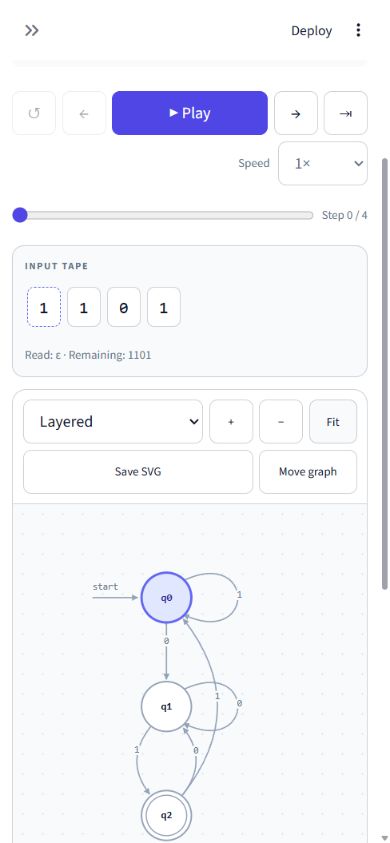 Deploy
Play
Speed 1×
Step 0 / 4
INPUT TAPE
1 1 0 1
Read: ε · Remaining: 1101
Layered + − Fit
Save SVG Move graph
start q0 1
0
q1 1 0
1 0
q2